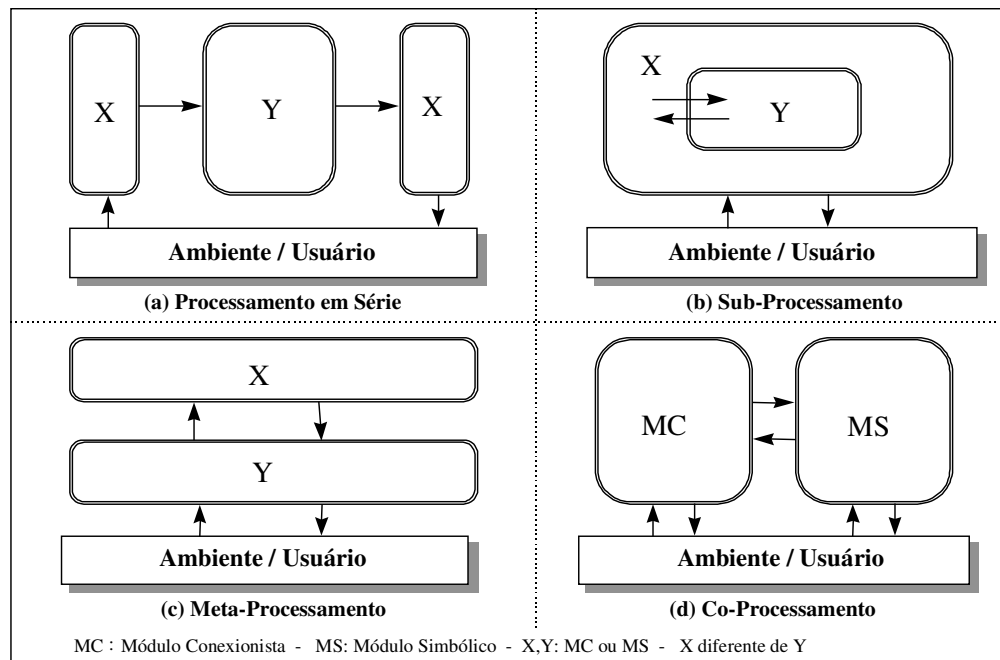 X
Y
X
Ambiente / Usuário
(a) Processamento em Série
X
Y
Ambiente / Usuário
(b) Sub-Processamento
X
Y
Ambiente / Usuário
(c) Meta-Processamento
MC
MS
Ambiente / Usuário
(d) Co-Processamento
MC : Módulo Conexionista - MS: Módulo Simbólico - X,Y: MC ou MS - X diferente de Y